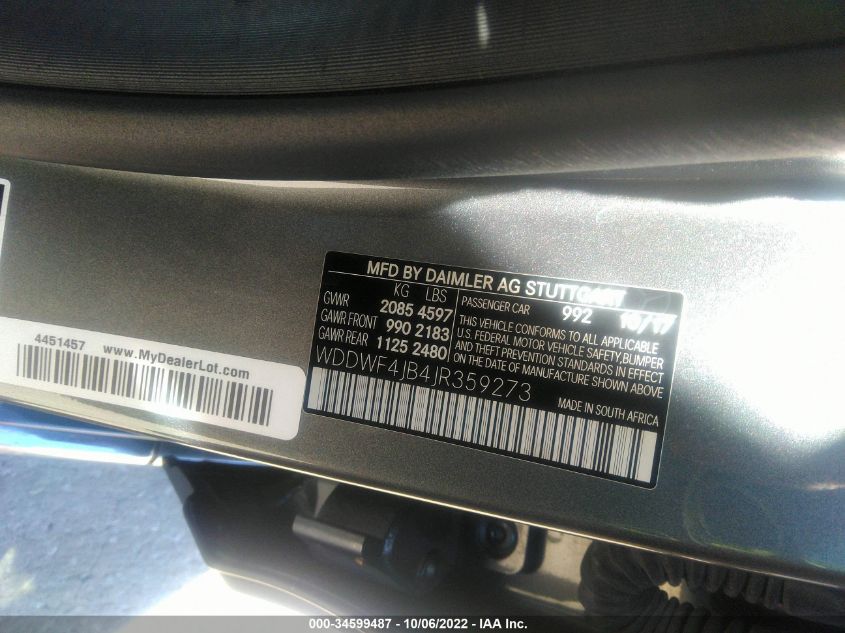 MFD BY DAIMLER AG STUTTGART
KG LBS
GVWR 2085 4597
GAWR FRONT 990 2183
GAWR REAR 1125 2480
PASSENGER CAR 992 10/17
THIS VEHICLE CONFORMS TO ALL APPLICABLE
U.S. FEDERAL MOTOR VEHICLE SAFETY, BUMPER
AND THEFT PREVENTION STANDARDS IN EFFECT
ON THE DATE OF MANUFACTURE SHOWN ABOVE
WDDWF4JB4JR359273
MADE IN SOUTH AFRICA
4451457 www.MyDealerLot.com
000-34599487 - 10/06/2022 - IAA Inc.